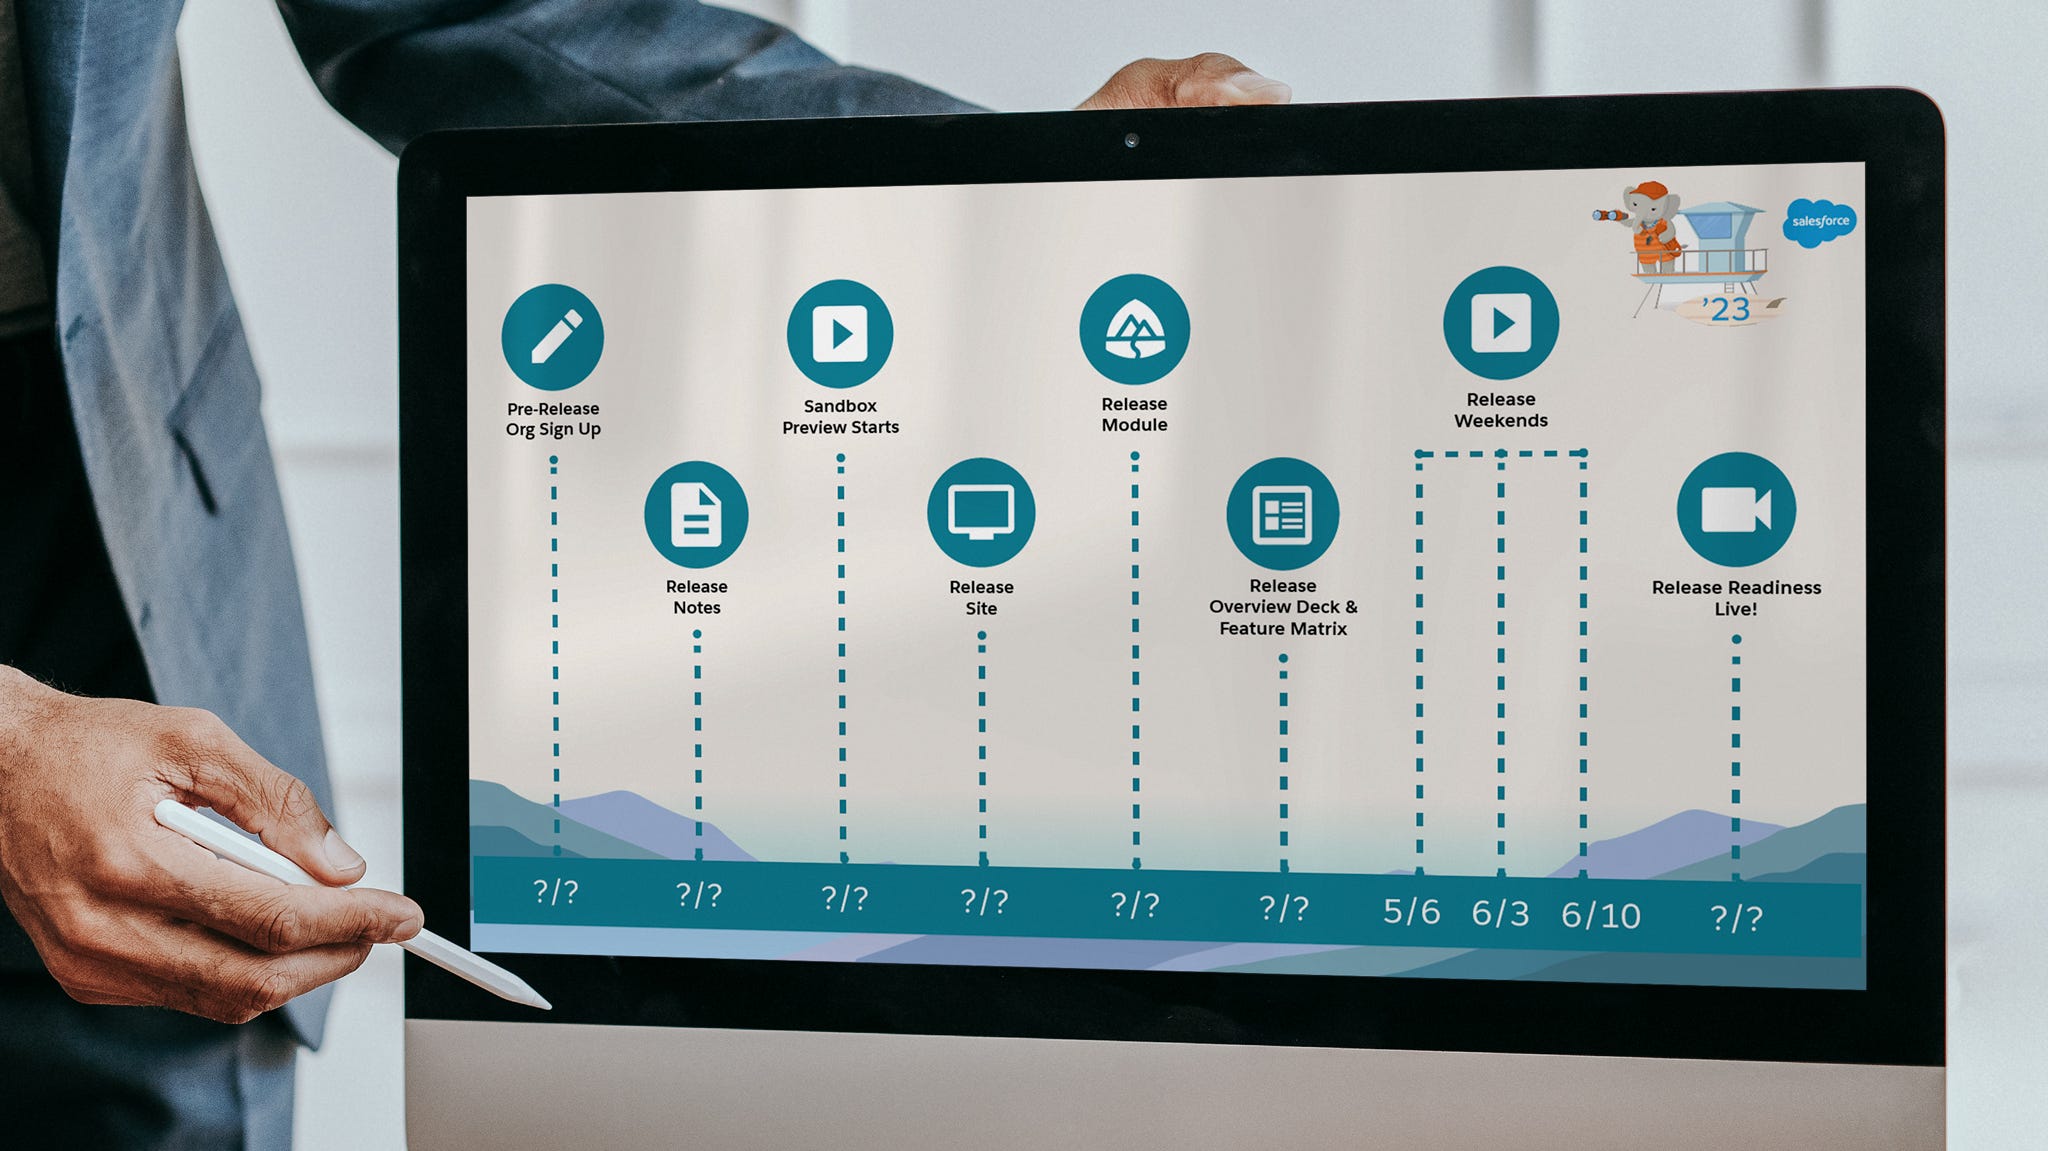 salesforce
'23
Pre-Release
Org Sign Up
Sandbox
Preview Starts
Release
Module
Release
Weekends
Release
Notes
Release
Site
Release
Overview Deck &
Feature Matrix
Release Readiness
Live!
?/? ?/? ?/? ?/? ?/? ?/? 5/6 6/3 6/10 ?/?